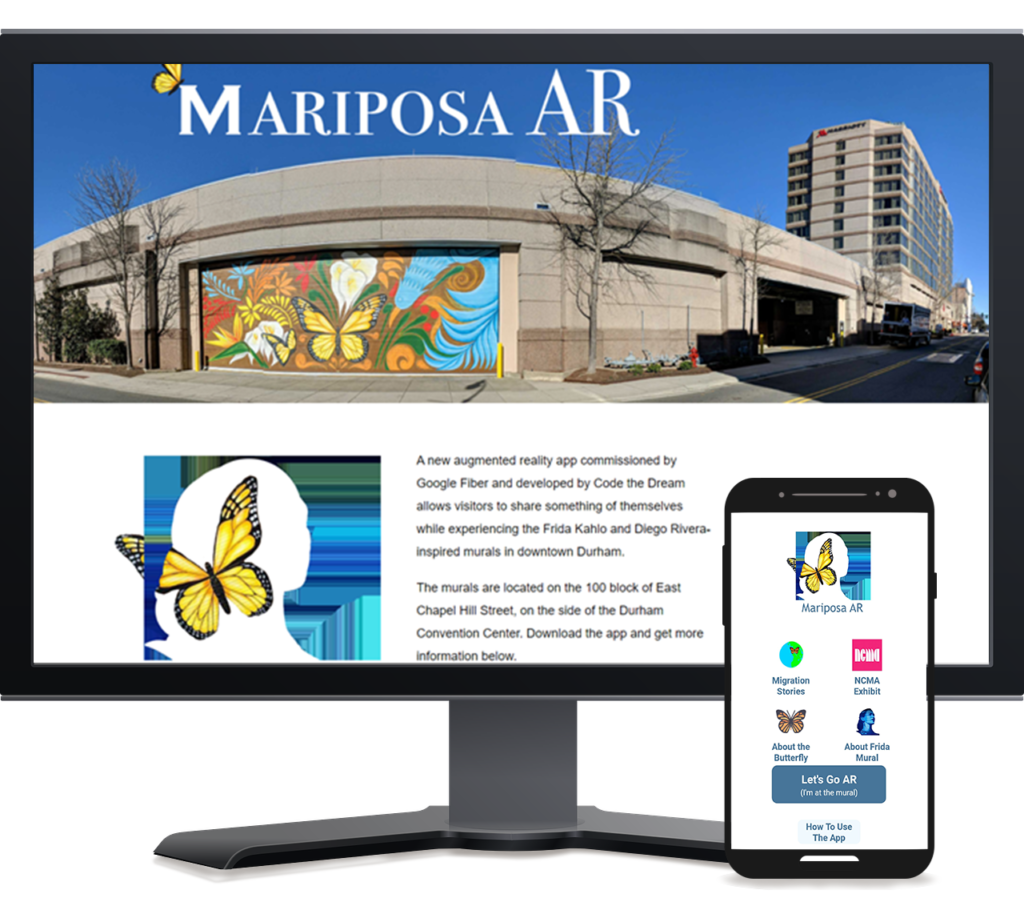 MARIPOSA AR
MARRIOTT
A new augmented reality app commissioned by
Google Fiber and developed by Code the Dream
allows visitors to share something of themselves
while experiencing the Frida Kahlo and Diego Rivera-
inspired murals in downtown Durham.
The murals are located on the 100 block of East
Chapel Hill Street, on the side of the Durham
Convention Center. Download the app and get more
information below.
Mariposa AR
Migration
Stories
NCMA
NCMA
Exhibit
About the
Butterfly
About Frida
Mural
Let's Go AR
(I'm at the mural)
How To Use
The App